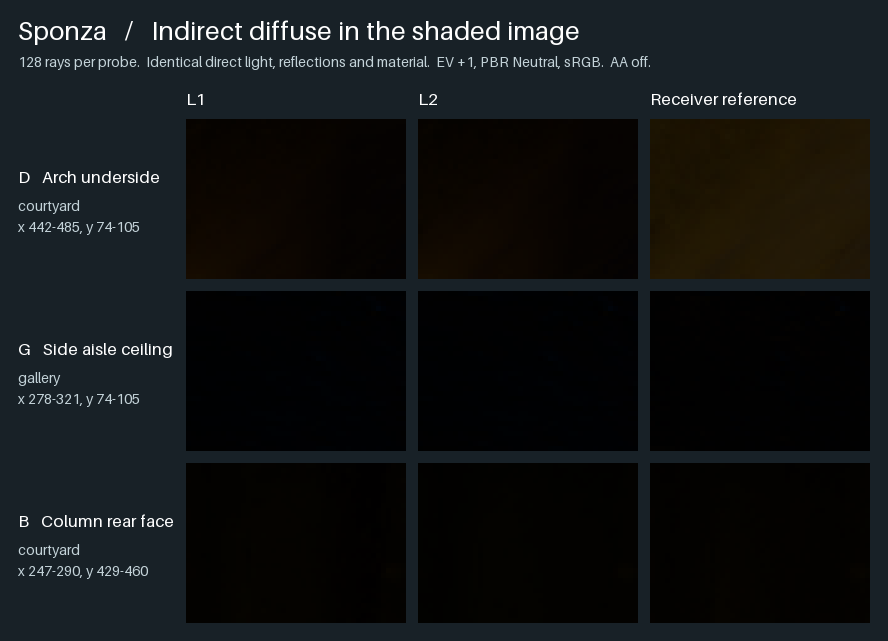 Sponza / Indirect diffuse in the shaded image
128 rays per probe. Identical direct light, reflections and material. EV +1, PBR Neutral, sRGB. AA off.
L1 L2 Receiver reference
D Arch underside
courtyard
x 442-485, y 74-105
G Side aisle ceiling
gallery
x 278-321, y 74-105
B Column rear face
courtyard
x 247-290, y 429-460